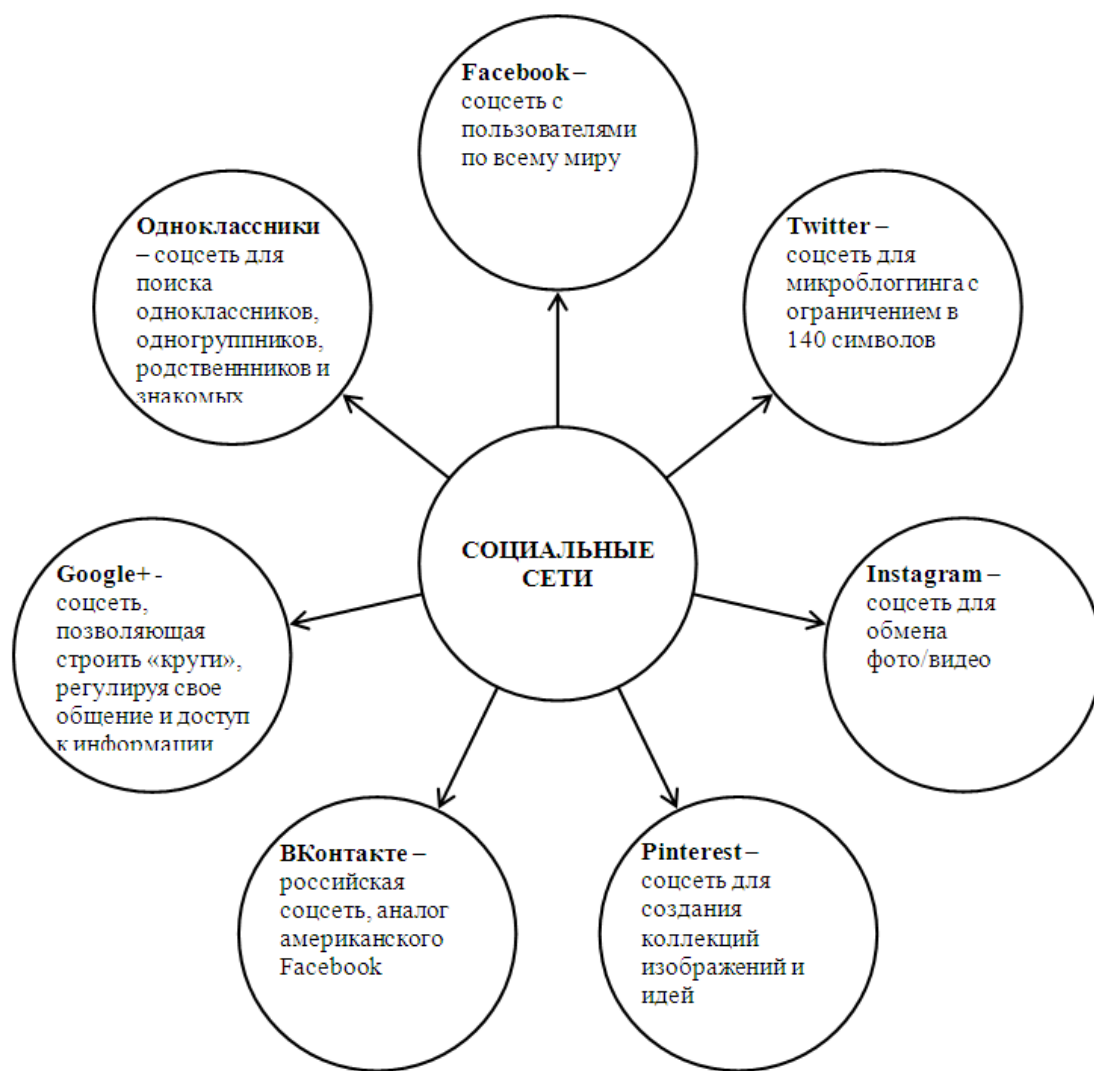 Facebook –
соцсеть с
пользователями
по всему миру
Одноклассники
– соцсеть для
поиска
одноклассников,
одногруппников,
родственнников и
знакомых
Twitter –
соцсеть для
микроблоггинга с
ограничением в
140 символов
СОЦИАЛЬНЫЕ
СЕТИ
Google+ -
соцсеть,
позволяющая
строить «круги»,
регулируя свое
общение и доступ
к информации
Instagram –
соцсеть для
обмена
фото/видео
ВКонтакте –
российская
соцсеть, аналог
американского
Facebook
Pinterest –
соцсеть для
создания
коллекций
изображений и
идей